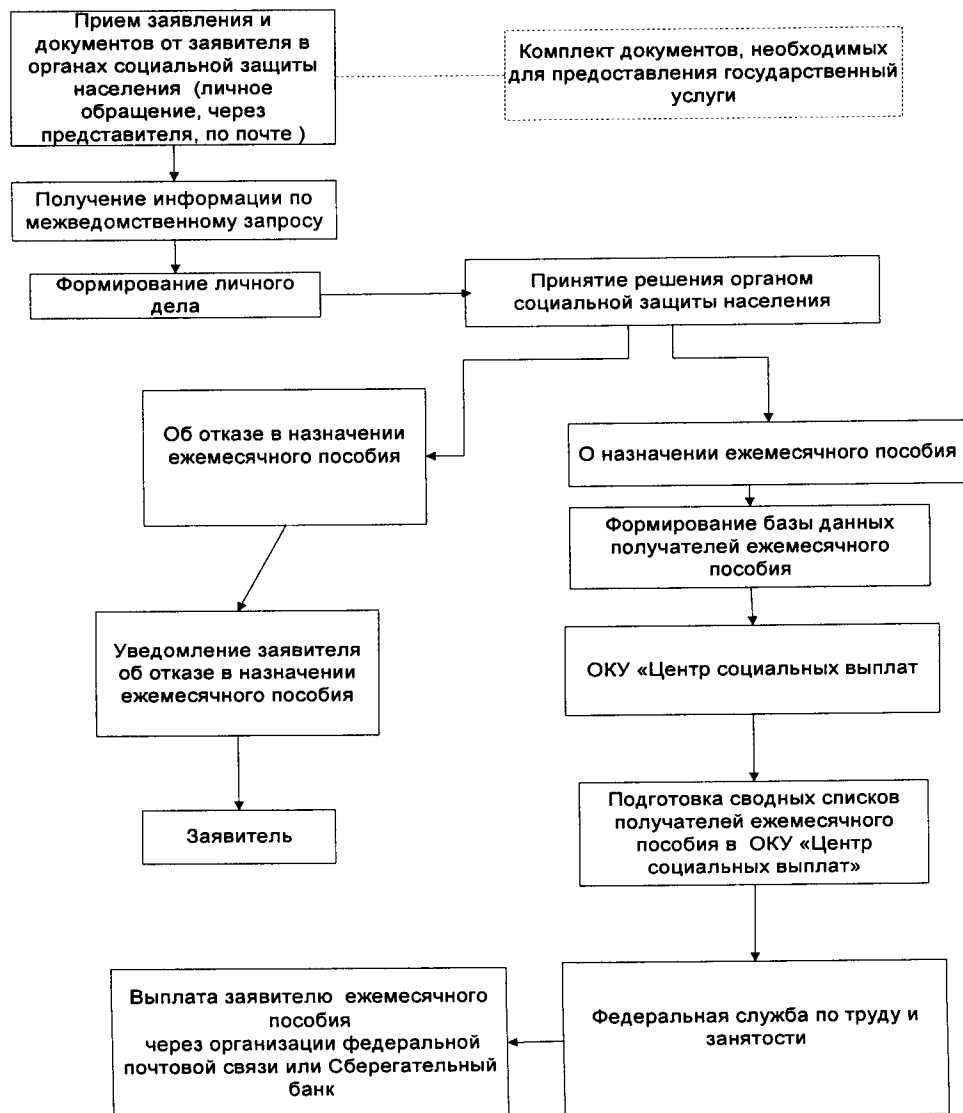 Прием заявления и
документов от заявителя в
органах социальной защиты
населения (личное
обращение, через
представителя, по почте )
Комплект документов, необходимых
для предоставления государственный
услуги
Получение информации по
межведомственному запросу
Формирование личного
дела
Принятие решения органом
социальной защиты населения
Об отказе в назначении
ежемесячного пособия
О назначении ежемесячного пособия
Формирование базы данных
получателей ежемесячного
пособия
Уведомление заявителя
об отказе в назначении
ежемесячного пособия
ОКУ «Центр социальных выплат
Заявитель
Подготовка сводных списков
получателей ежемесячного
пособия в ОКУ «Центр
социальных выплат»
Выплата заявителю ежемесячного
пособия
через организации федеральной
почтовой связи или Сберегательный
банк
Федеральная служба по труду и
занятости